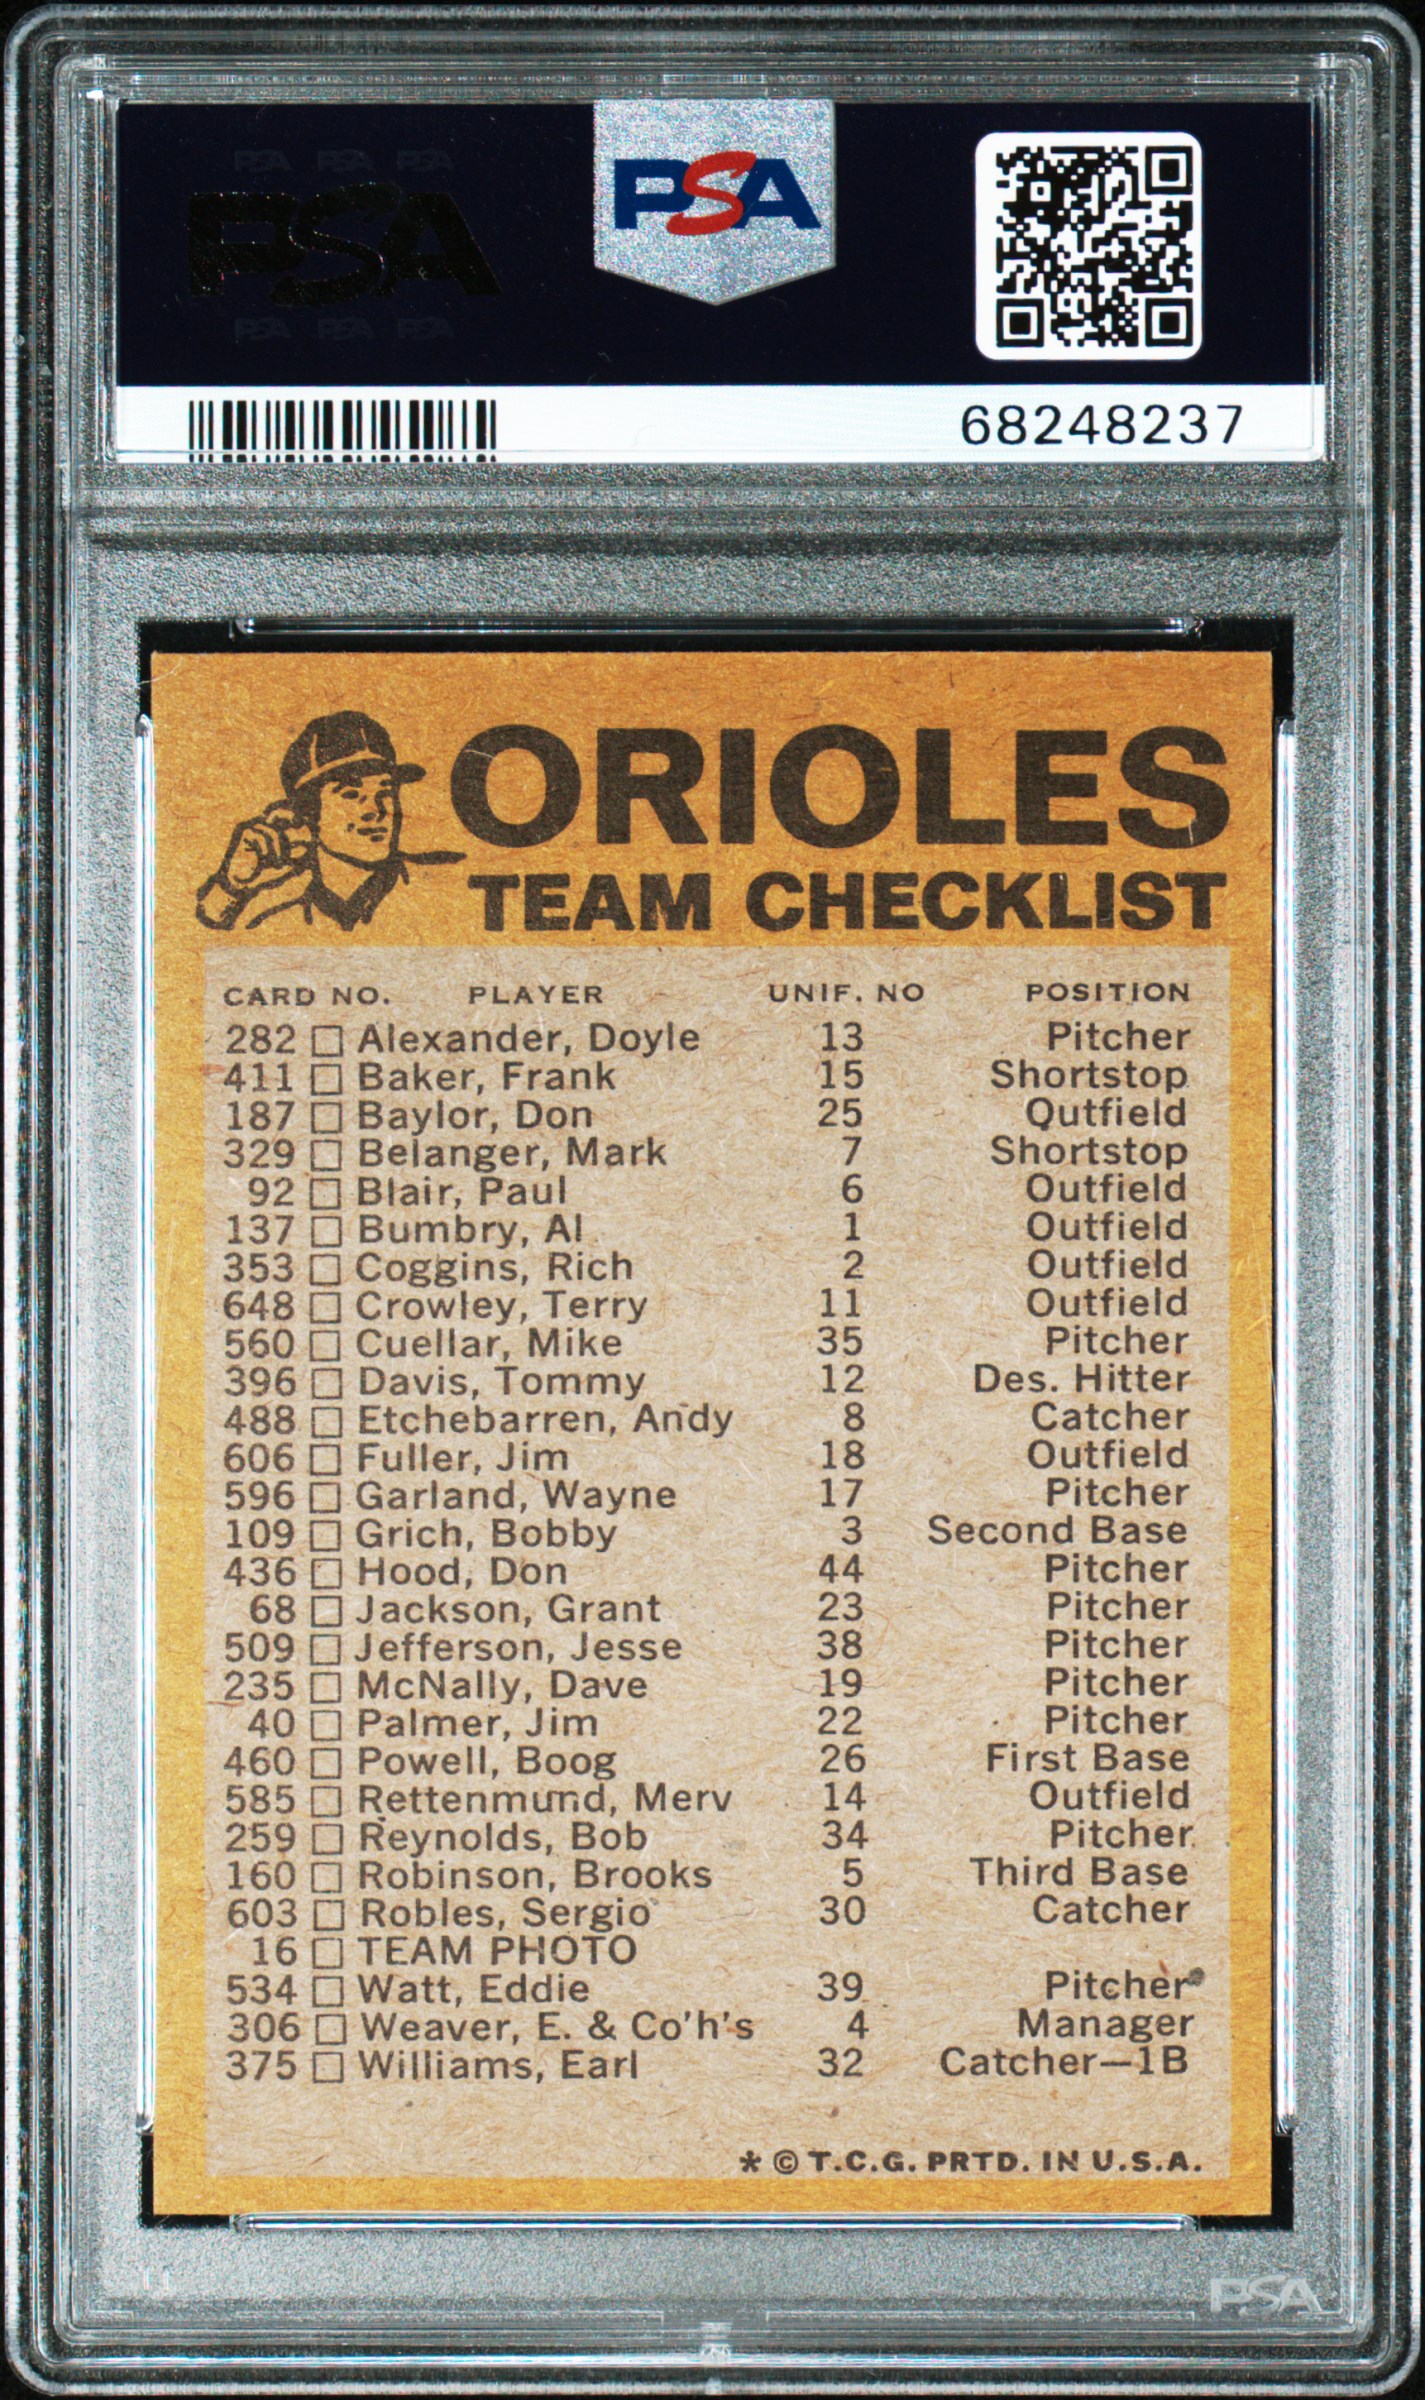 PSA PSA PSA
PSA
PSA PSA PSA
PSA
68248237
ORIOLES
TEAM CHECKLIST
CARD NO. PLAYER UNIF. NO POSITION
282 □ Alexander, Doyle 13 Pitcher
411 □ Baker, Frank 15 Shortstop
187 □ Baylor, Don 25 Outfield
329 □ Belanger, Mark 7 Shortstop
92 □ Blair, Paul 6 Outfield
137 □ Bumbry, Al 1 Outfield
353 □ Coggins, Rich 2 Outfield
648 □ Crowley, Terry 11 Outfield
560 □ Cuellar, Mike 35 Pitcher
396 □ Davis, Tommy 12 Des. Hitter
488 □ Etchebarren, Andy 8 Catcher
606 □ Fuller, Jim 18 Outfield
596 □ Garland, Wayne 17 Pitcher
109 □ Grich, Bobby 3 Second Base
436 □ Hood, Don 44 Pitcher
68 □ Jackson, Grant 23 Pitcher
509 □ Jefferson, Jesse 38 Pitcher
235 □ McNally, Dave 19 Pitcher
40 □ Palmer, Jim 22 Pitcher
460 □ Powell, Boog 26 First Base
585 □ Rettenmund, Merv 14 Outfield
259 □ Reynolds, Bob 34 Pitcher
160 □ Robinson, Brooks 5 Third Base
603 □ Robles, Sergio 30 Catcher
16 □ TEAM PHOTO
534 □ Watt, Eddie 39 Pitcher
306 □ Weaver, E. & Co'h's 4 Manager
375 □ Williams, Earl 32 Catcher—1B
* © T.C.G. PRTD. IN U.S.A.
PSA